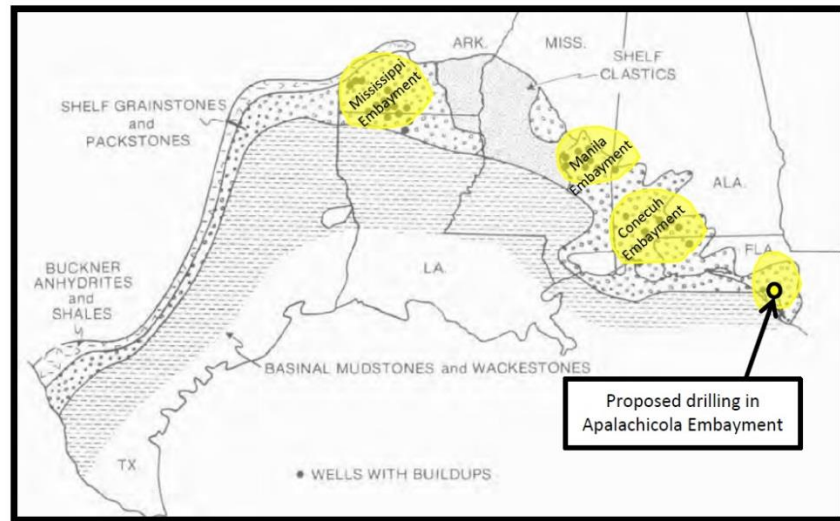 ARK.
MISS.
SHELF
CLASTICS
SHELF GRAINSTONES
and
PACKSTONES
Mississippi
Embayment
Manila
Embayment
Conecuh
Embayment
ALA.
FLA.
LA.
BUCKNER
ANHYDRITES
and
SHALES
BASINAL MUDSTONES and WACKESTONES
Proposed drilling in
Apalachicola Embayment
TX.
WELLS WITH BUILDUPS